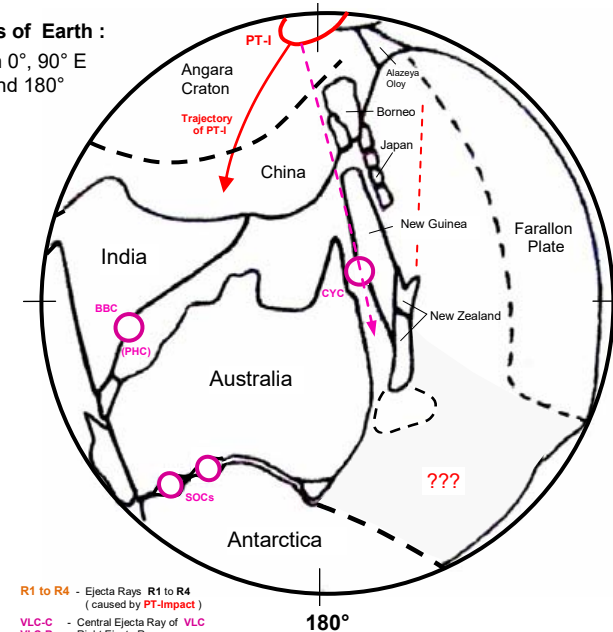 s of Earth :
0°, 90° E
nd 180°
PT-I
Angara
Craton
Alazeya
Oloy
Borneo
Trajectory
of PT-I
Japan
China
New Guinea
Farallon
Plate
India
CYC
BBC
(PHC)
New Zealand
Australia
???
SOCs
Antarctica
R1 to R4 - Ejecta Rays R1 to R4
( caused by PT-Impact )
VLC-C - Central Ejecta Ray of VLC
180°